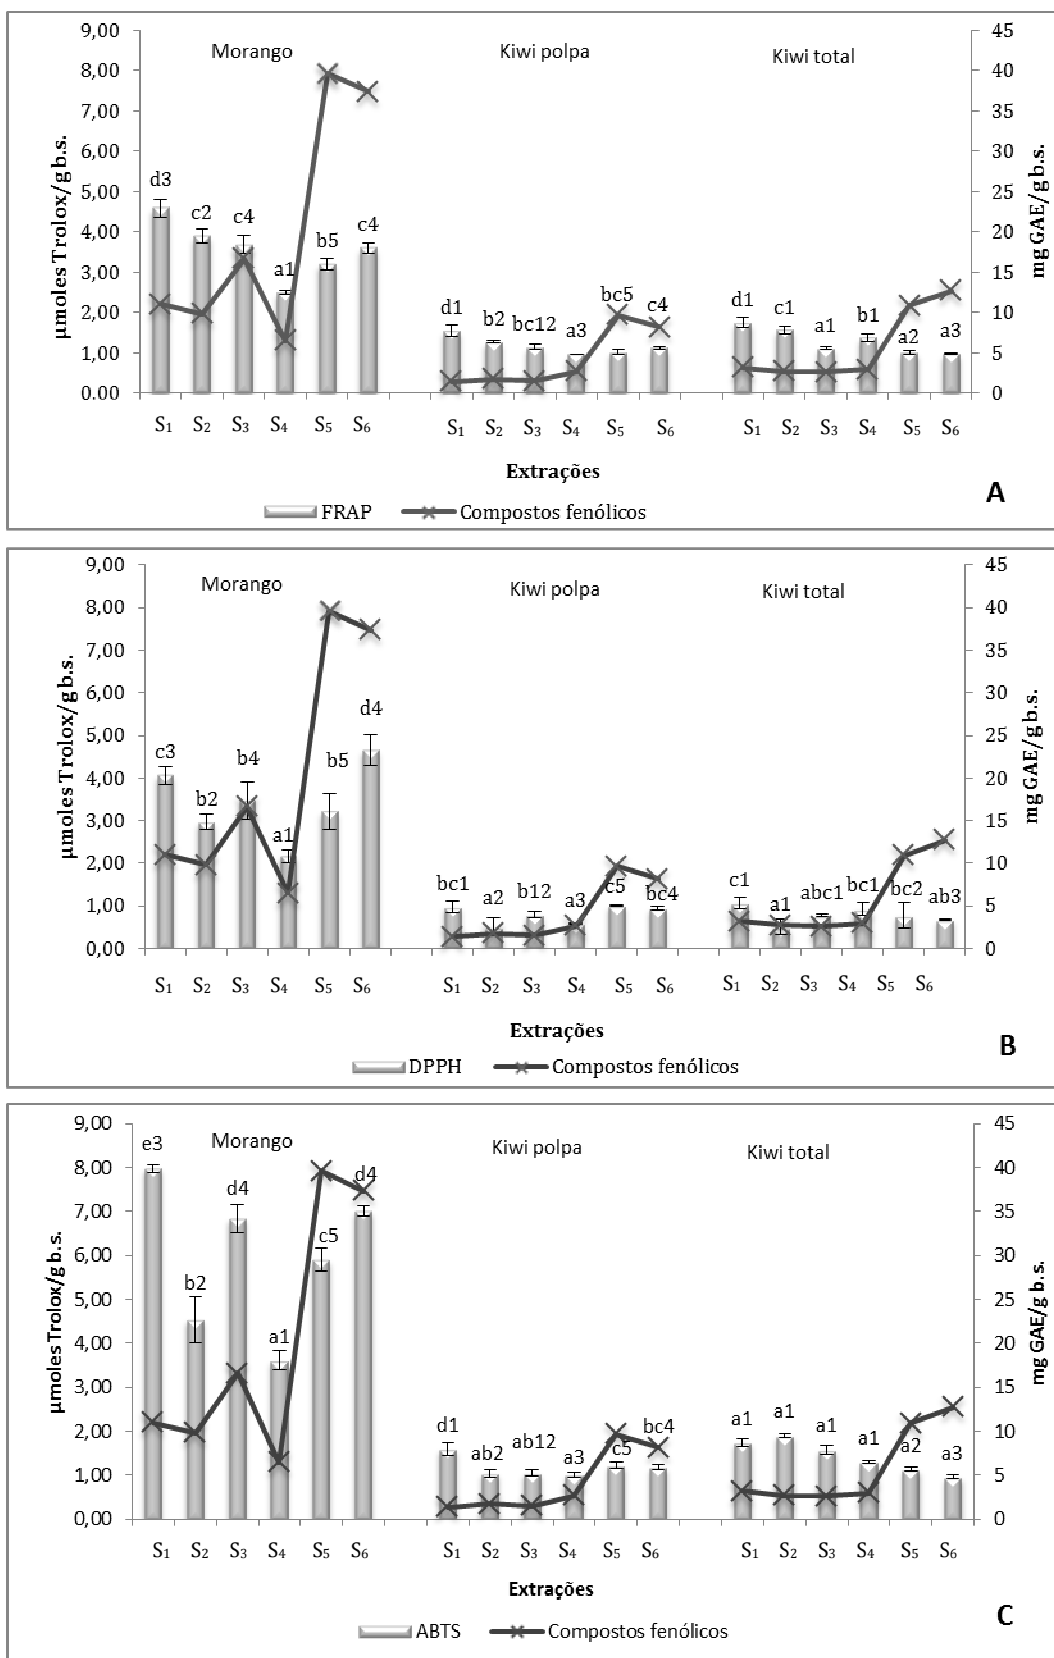 9,00
8,00
7,00
6,00
5,00
4,00
3,00
2,00
1,00
0,00
µmoles Trolox/g b.s.
Morango
Kiwi polpa
Kiwi total
d3 c2 c4 a1 b5 c4
d1 b2 bc12 a3 bc5 c4
d1 c1 a1 b1 a2 a3
45
40
35
30
25
20
15
10
5
0
mg GAE/g b.s.
S1 S2 S3 S4 S5 S6 S1 S2 S3 S4 S5 S6 S1 S2 S3 S4 S5 S6
Extrações
A
FRAP Compostos fenólicos
9,00
8,00
7,00
6,00
5,00
4,00
3,00
2,00
1,00
0,00
µmoles Trolox/g b.s.
Morango
Kiwi polpa
Kiwi total
c3 b2 b4 a1 b5 d4
bc1 a2 b12 a3 c5 bc4
c1 a1 abc1 bc1 bc2 ab3
45
40
35
30
25
20
15
10
5
0
mg GAE/g b.s.
S1 S2 S3 S4 S5 S6 S1 S2 S3 S4 S5 S6 S1 S2 S3 S4 S5 S6
Extrações
B
DPPH Compostos fenólicos
9,00
8,00
7,00
6,00
5,00
4,00
3,00
2,00
1,00
0,00
µmoles Trolox/g b.s.
Morango
Kiwi polpa
Kiwi total
e3 b2 d4 a1 c5 d4
d1 ab2 ab12 a3 c5 bc4
a1 a1 a1 a1 a2 a3
45
40
35
30
25
20
15
10
5
0
mg GAE/g b.s.
S1 S2 S3 S4 S5 S6 S1 S2 S3 S4 S5 S6 S1 S2 S3 S4 S5 S6
Extrações
C
ABTS Compostos fenólicos